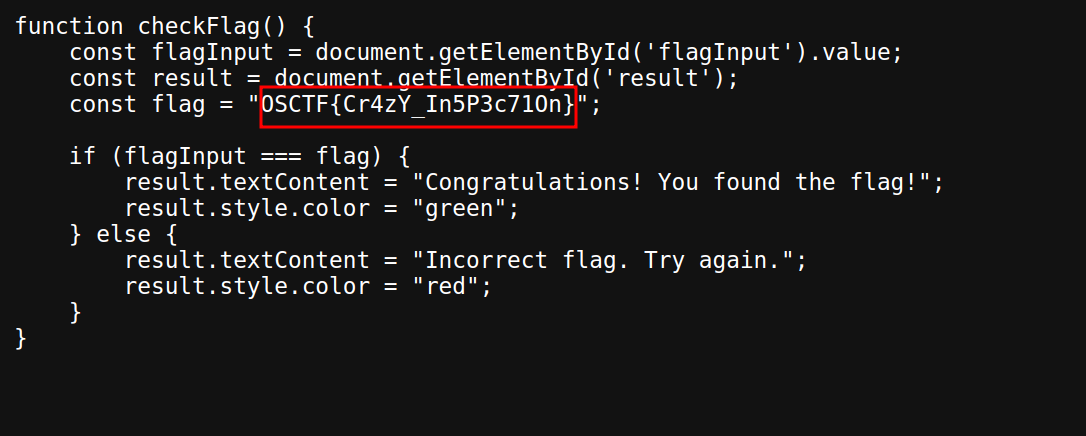 function checkFlag() {
    const flagInput = document.getElementById('flagInput').value;
    const result = document.getElementById('result');
    const flag = "OSCTF{Cr4zY_In5P3c71On}";

    if (flagInput === flag) {
        result.textContent = "Congratulations! You found the flag!";
        result.style.color = "green";
    } else {
        result.textContent = "Incorrect flag. Try again.";
        result.style.color = "red";
    }
}